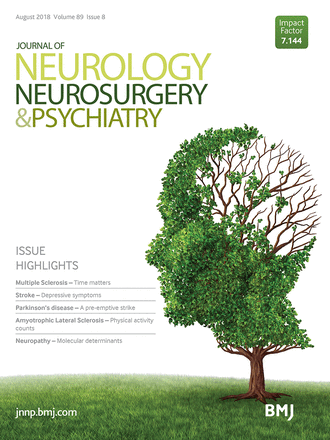 August 2018 Volume 89 Issue 8
Impact
Factor
7.144
JOURNAL OF
NEUROLOGY
NEUROSURGERY
&PSYCHIATRY
ISSUE
HIGHLIGHTS
Multiple Sclerosis – Time matters
Stroke – Depressive symptoms
Parkinson's disease – A pre-emptive strike
Amyotrophic Lateral Sclerosis – Physical activity
counts
Neuropathy – Molecular determinants
jnnp.bmj.com
BMJ